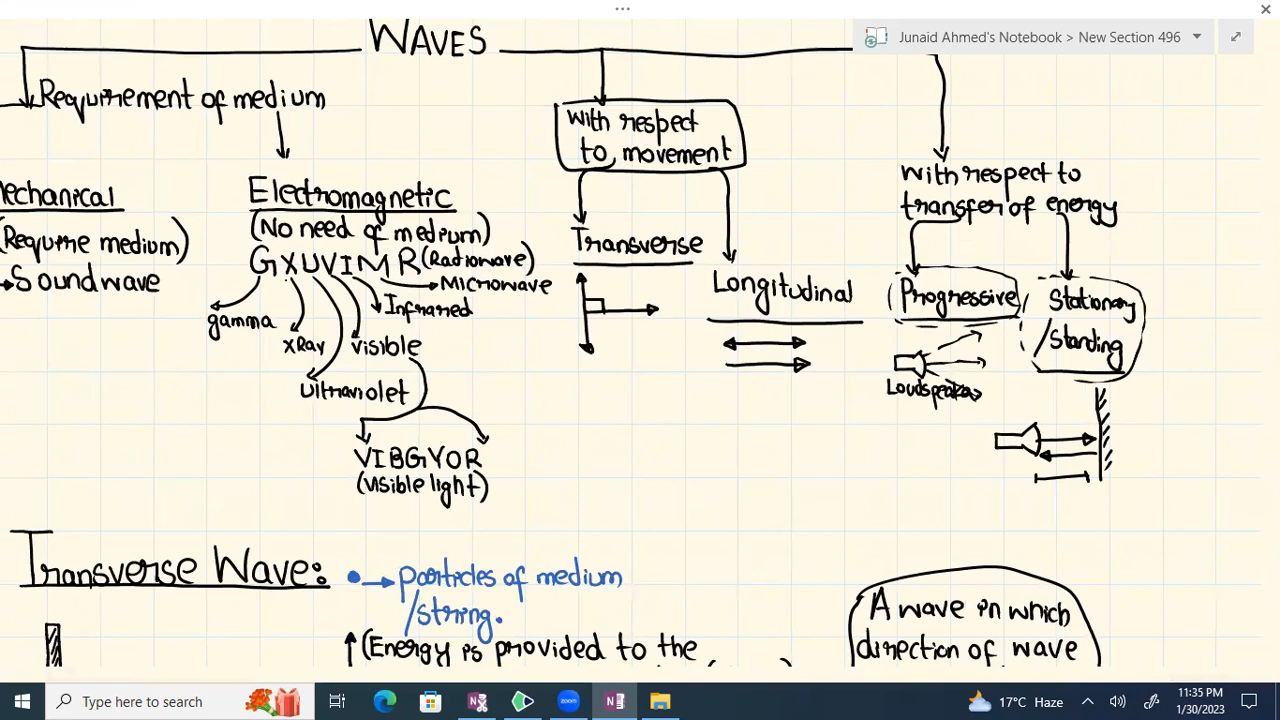 WAVES
Junaid Ahmed's Notebook > New Section 496
Requirement of medium
with respect
to movement
with respect to
transfer of energy
Mechanical
(Require medium)
Soundwave
Electromagnetic
(No need of medium)
GXUVIMR (Radiowave)
Microwave
Infrared
gamma
XRay
visible
Ultraviolet
VIBGYOR
(visible light)
Transverse
Longitudinal
Progressive
Stationary
/Standing
Loudspeaker
Transverse Wave:
particles of medium
/string.
(Energy is provided to the
A wave in which
direction of wave
Type here to search
17°C Haze
11:35 PM
1/30/2023